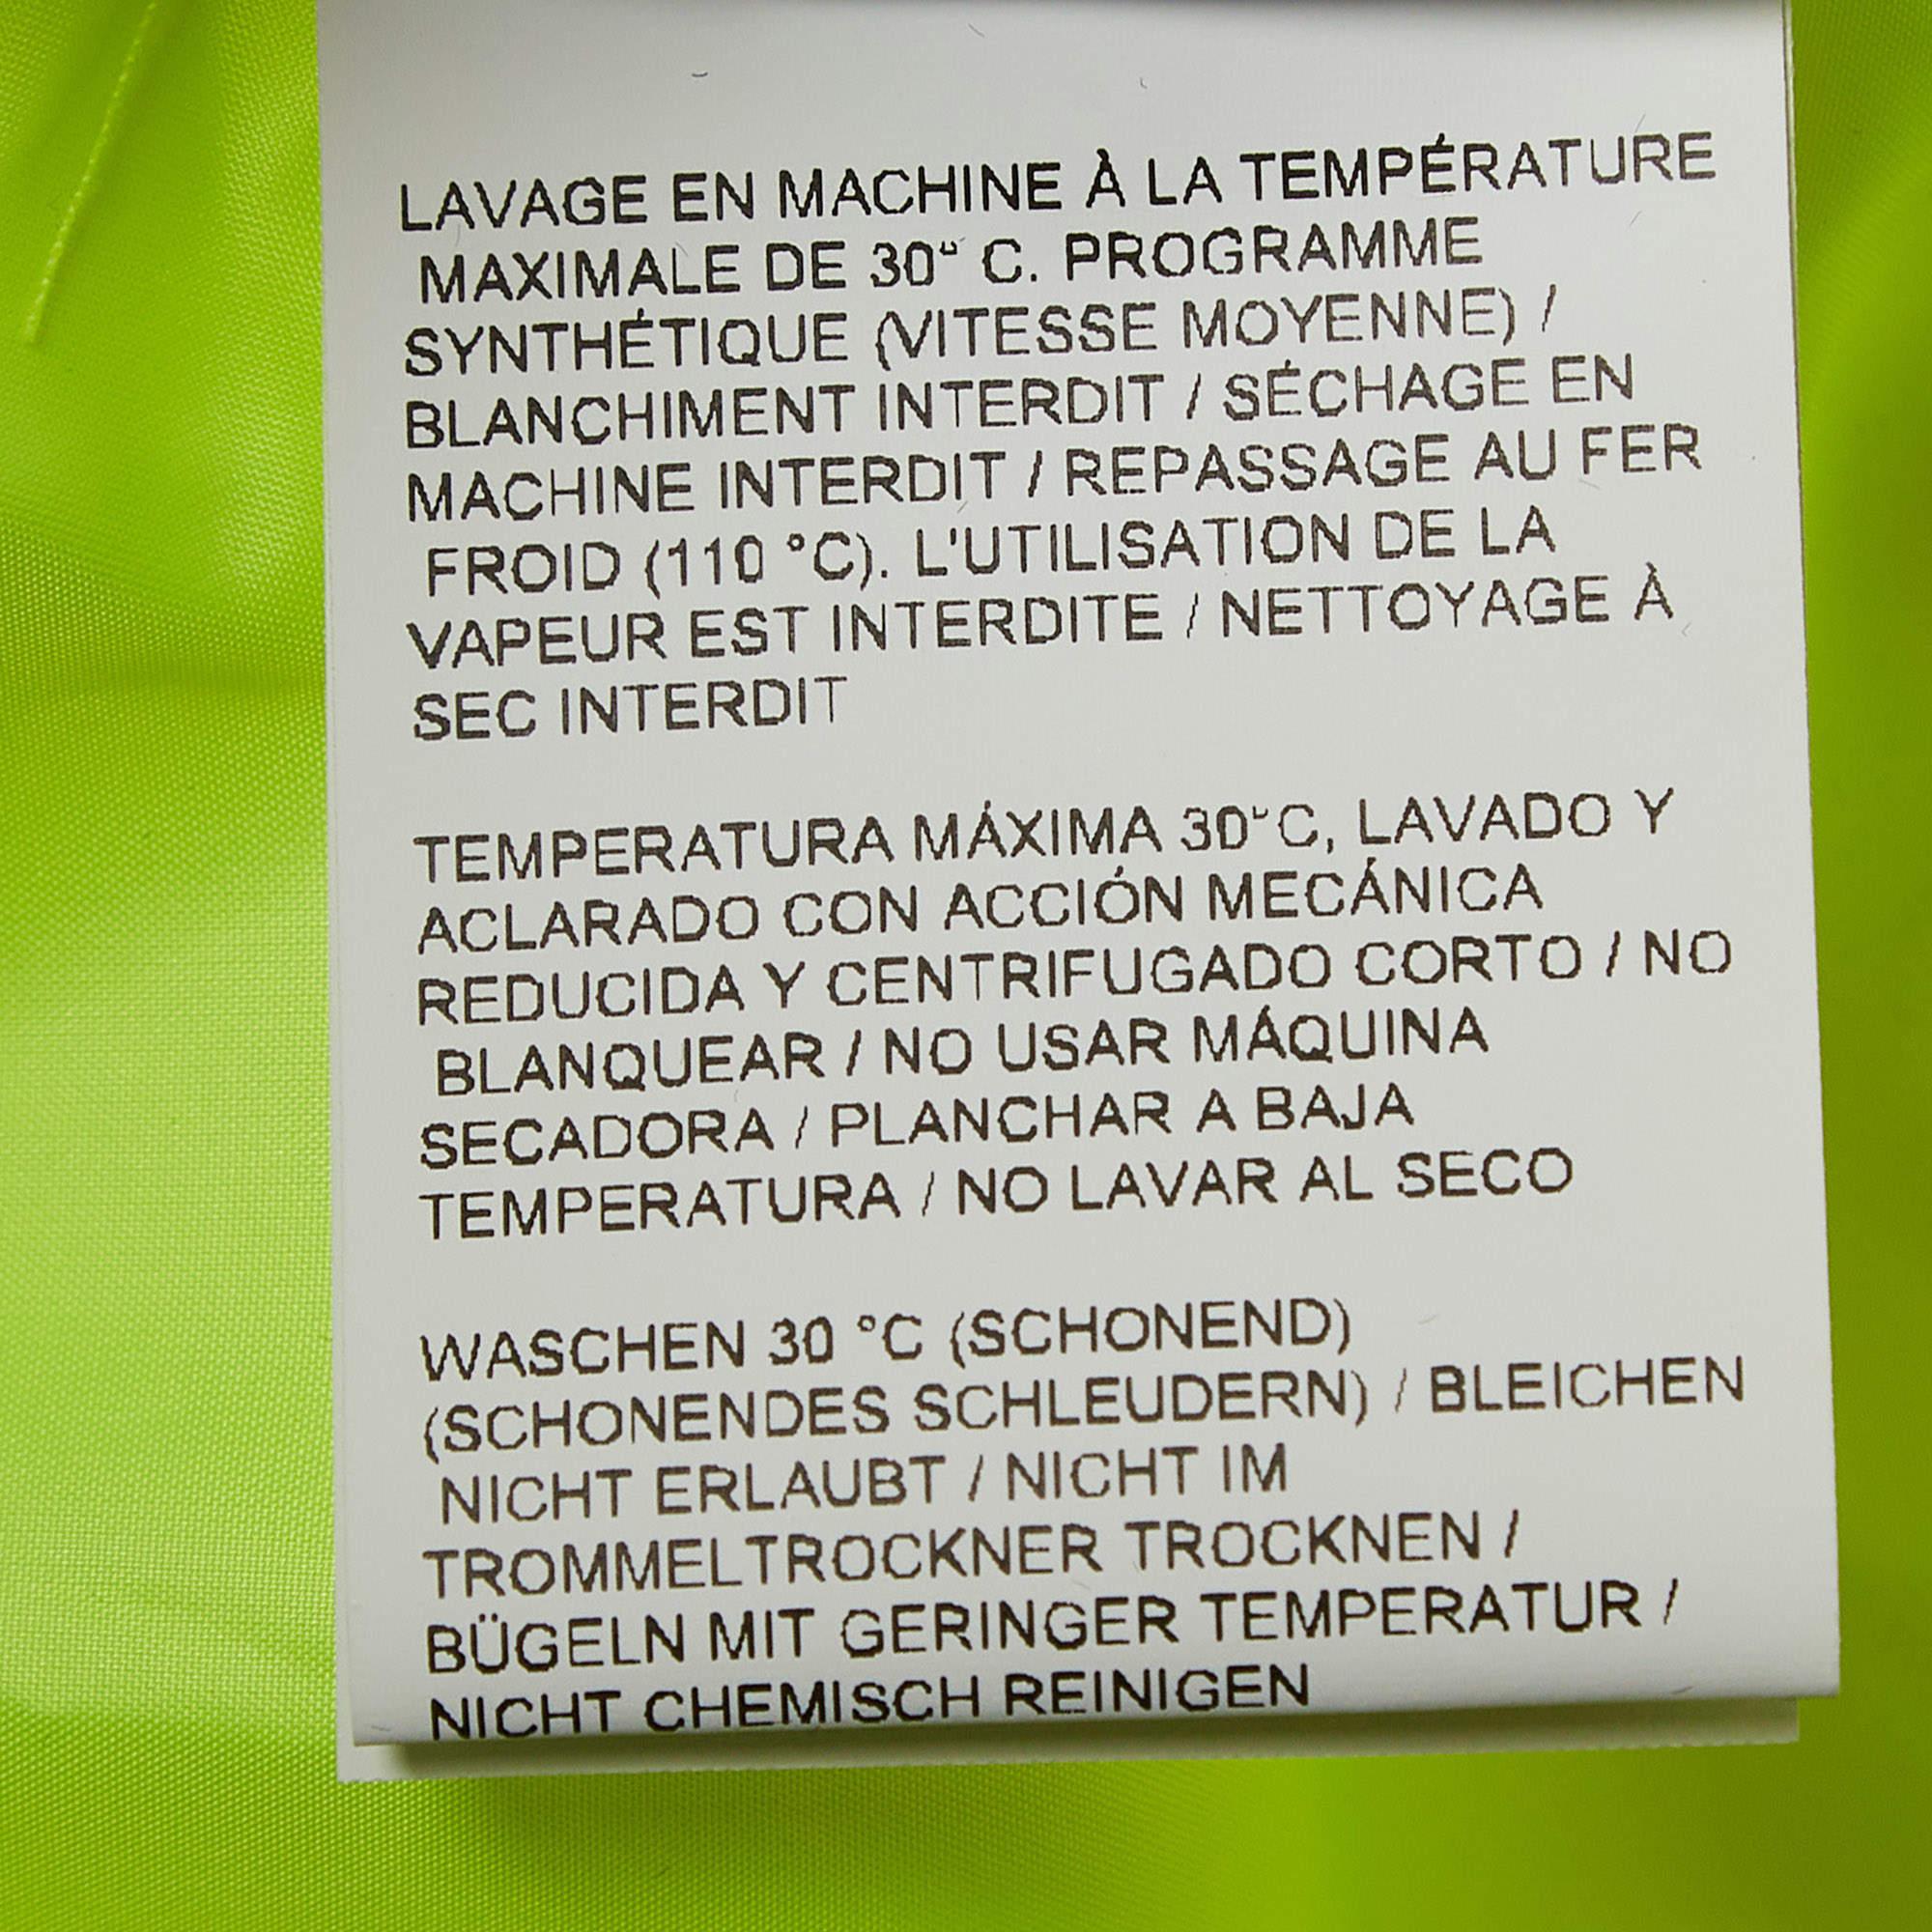 LAVAGE EN MACHINE À LA TEMPÉRATURE
MAXIMALE DE 30° C. PROGRAMME
SYNTHÉTIQUE (VITESSE MOYENNE) /
BLANCHIMENT INTERDIT / SÉCHAGE EN
MACHINE INTERDIT / REPASSAGE AU FER
FROID (110 °C). L'UTILISATION DE LA
VAPEUR EST INTERDITE / NETTOYAGE À
SEC INTERDIT
TEMPERATURA MÁXIMA 30°C, LAVADO Y
ACLARADO CON ACCIÓN MECÁNICA
REDUCIDA Y CENTRIFUGADO CORTO / NO
BLANQUEAR / NO USAR MÁQUINA
SECADORA / PLANCHAR A BAJA
TEMPERATURA / NO LAVAR AL SECO
WASCHEN 30 °C (SCHONEND)
(SCHONENDES SCHLEUDERN) / BLEICHEN
NICHT ERLAUBT / NICHT IM
TROMMELTROCKNER TROCKNEN /
BÜGELN MIT GERINGER TEMPERATUR /
NICHT CHEMISCH REINIGEN